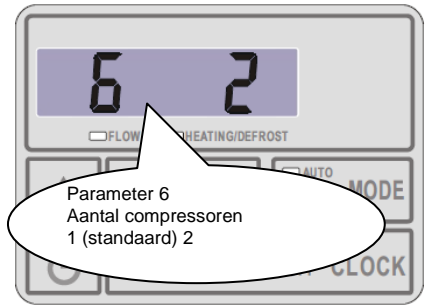 6 2
FLOW HEATING/DEFROST
AUTO
MODE
Parameter 6
Aantal compressoren
1 (standaard) 2
CLOCK